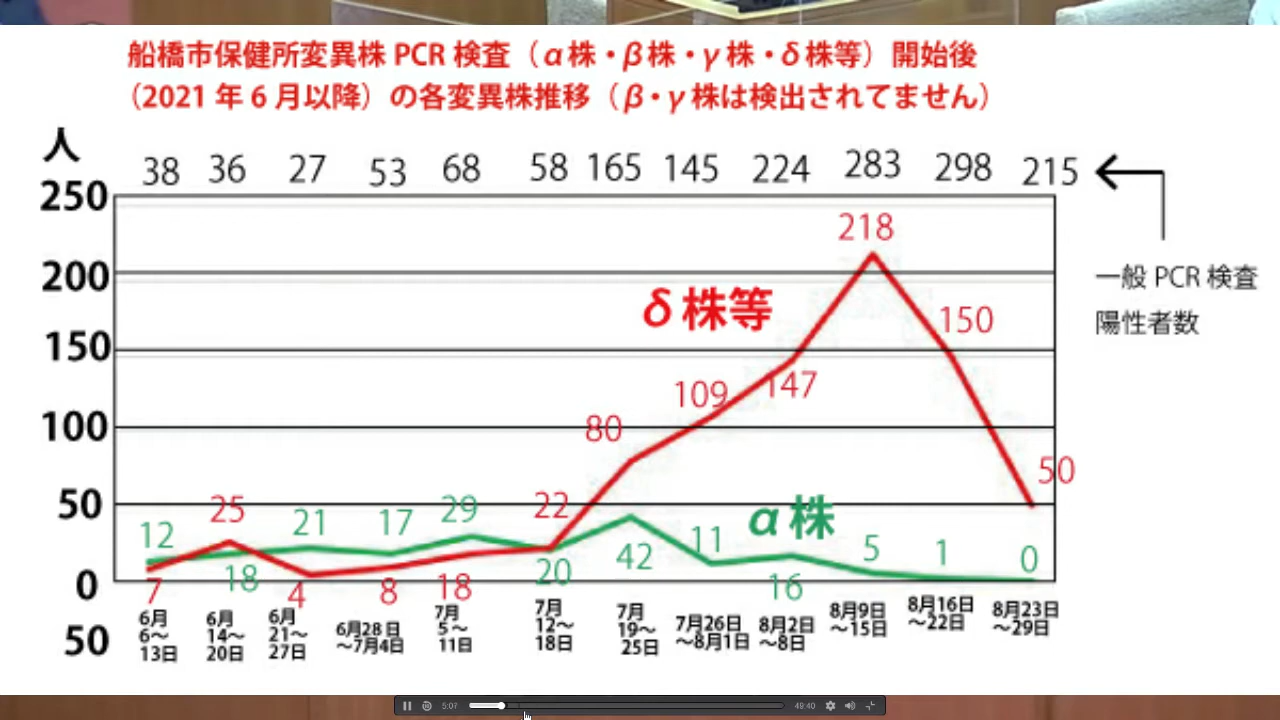 船橋市保健所変異株 PCR 検査（α株・β株・γ株・δ株等）開始後
（2021 年 6 月以降）の各変異株推移（β・γ株は検出されてません）
人
38 36 27 53 68 58 165 145 224 283 298 215
250
200
150
100
50
0
50
一般 PCR 検査
陽性者数
δ 株等
α 株
7 25 4 8 18 22 80 109 147 218 150 50
12 18 21 17 29 20 42 11 16 5 1 0
6月
6～
13日
6月
14～
20日
6月
21～
27日
6月28日
～7月4日
7月
5～
11日
7月
12～
18日
7月
19～
25日
7月26日
～8月1日
8月2日
～8日
8月9日
～15日
8月16日
～22日
8月23日
～29日
5:07
49:40